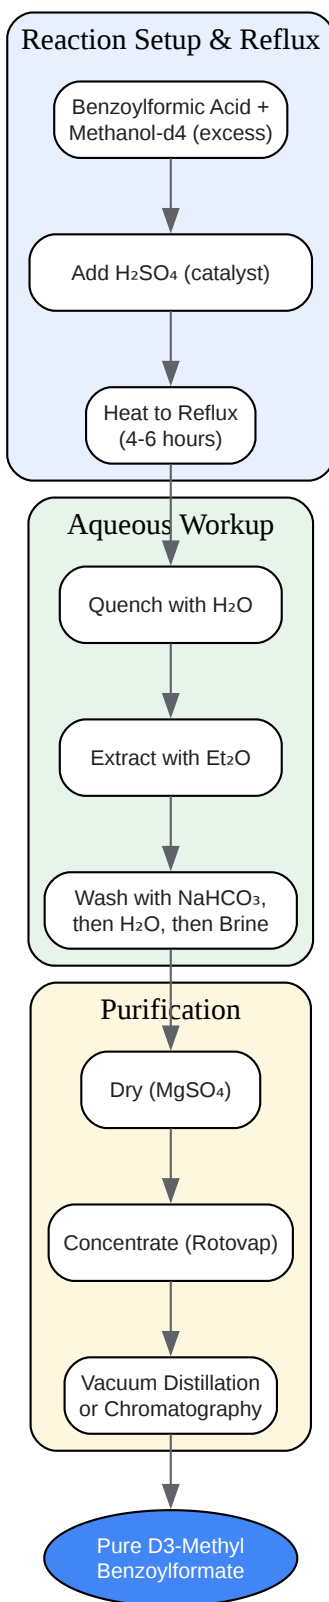 Reaction Setup & Reflux
Benzoylformic Acid +
Methanol-d4 (excess)
Add H₂SO₄ (catalyst)
Heat to Reflux
(4-6 hours)
Aqueous Workup
Quench with H₂O
Extract with Et₂O
Wash with NaHCO₃,
then H₂O, then Brine
Purification
Dry (MgSO₄)
Concentrate (Rotovap)
Vacuum Distillation
or Chromatography
Pure D3-Methyl
Benzoylformate